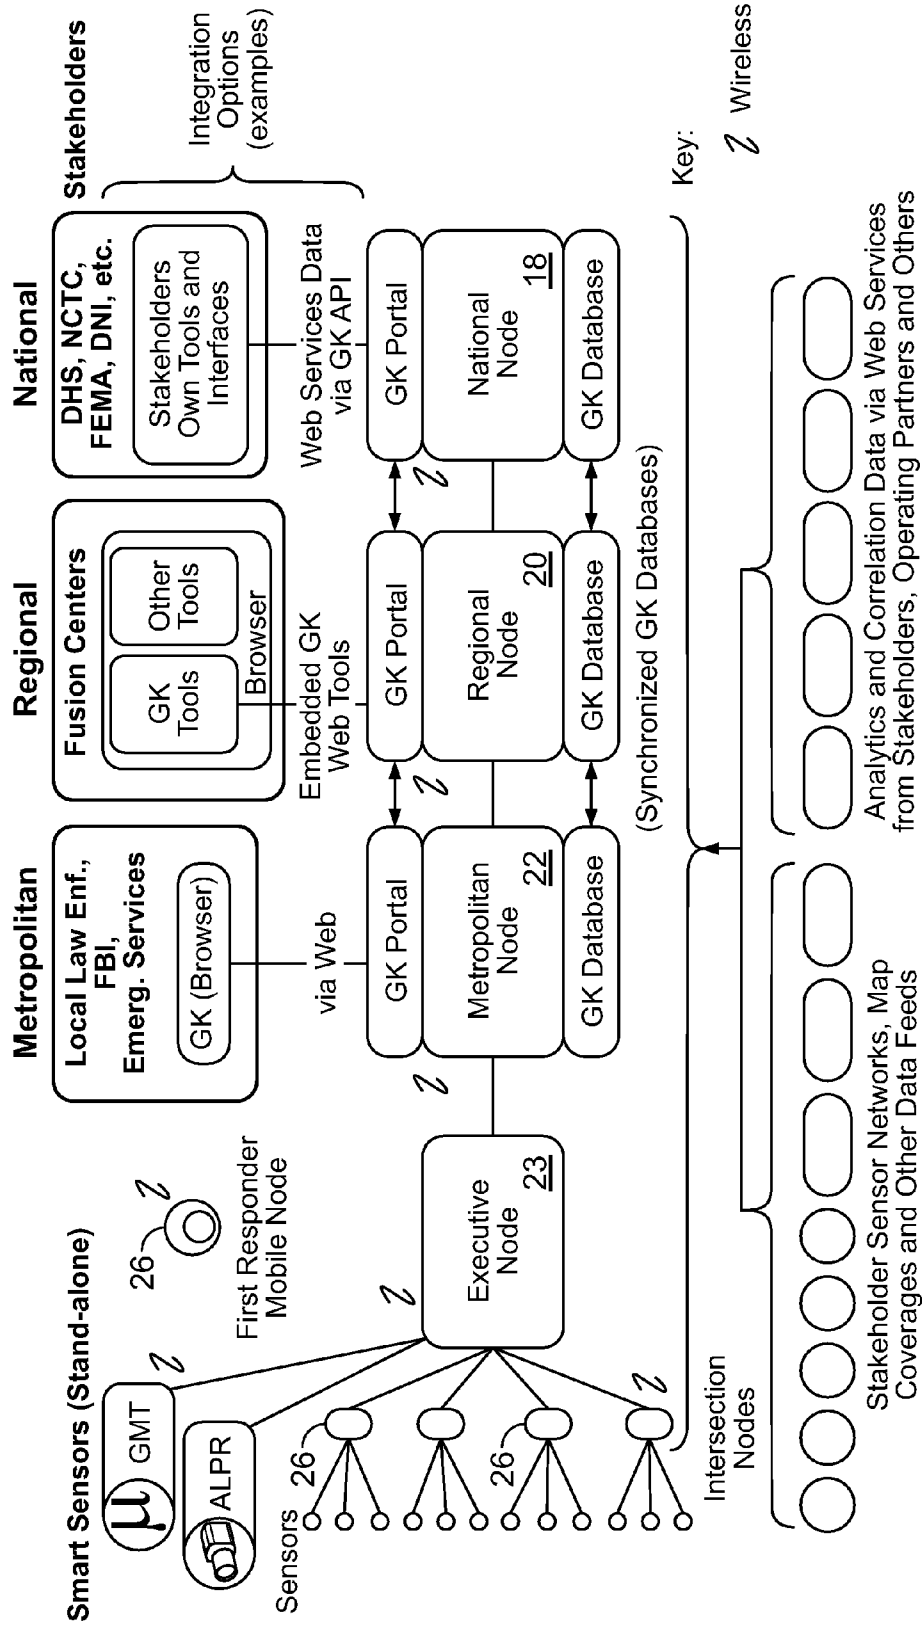 Smart Sensors (Stand-alone)
Metropolitan
Regional
National
Stakeholders
μ GMT
ALPR
26
First Responder
Mobile Node
Local Law Enf.,
FBI,
Emerg. Services
GK (Browser)
via Web
Fusion Centers
GK
Tools
Other
Tools
Browser
Embedded GK
Web Tools
DHS, NCTC,
FEMA, DNI, etc.
Stakeholders
Own Tools and
Interfaces
Web Services Data
via GK API
Integration
Options
(examples)
Sensors
26
26
Intersection
Nodes
Executive
Node
23
GK Portal
Metropolitan
Node
22
GK Database
GK Portal
Regional
Node
20
GK Database
GK Portal
National
Node
18
GK Database
(Synchronized GK Databases)
Key:
Wireless
Stakeholder Sensor Networks, Map
Coverages and Other Data Feeds
Analytics and Correlation Data via Web Services
from Stakeholders, Operating Partners and Others